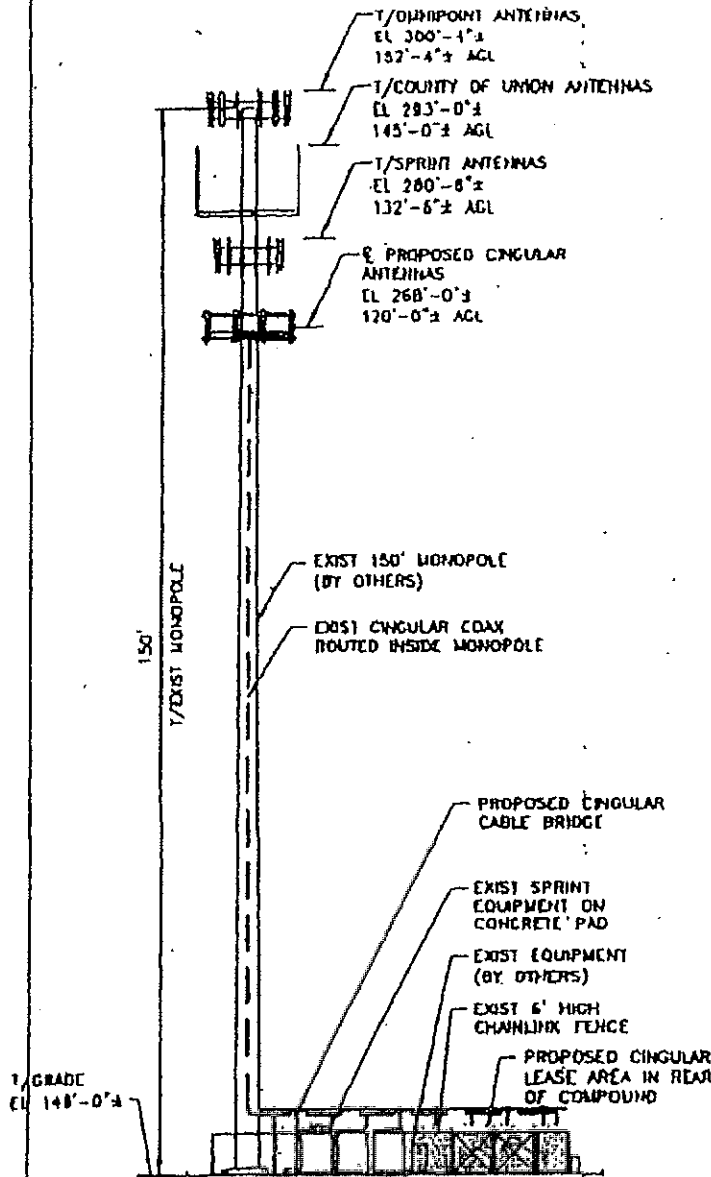 T/OMNIPOINT ANTENNAS
EL 300'-4"±
152'-4"± AGL
T/COUNTY OF UNION ANTENNAS
EL 293'-0"±
145'-0"± AGL
T/SPRINT ANTENNAS
EL 280'-6"±
132'-6"± AGL
℄ PROPOSED CINGULAR
ANTENNAS
EL 268'-0"±
120'-0"± AGL
150'
T/EXIST MONOPOLE
EXIST 150' MONOPOLE
(BY OTHERS)
EXIST CINGULAR COAX
ROUTED INSIDE MONOPOLE
PROPOSED CINGULAR
CABLE BRIDGE
EXIST SPRINT
EQUIPMENT ON
CONCRETE PAD
EXIST EQUIPMENT
(BY OTHERS)
EXIST 6' HIGH
CHAINLINK FENCE
PROPOSED CINGULAR
LEASE AREA IN REAR
OF COMPOUND
T/GRADE
EL 148'-0"±